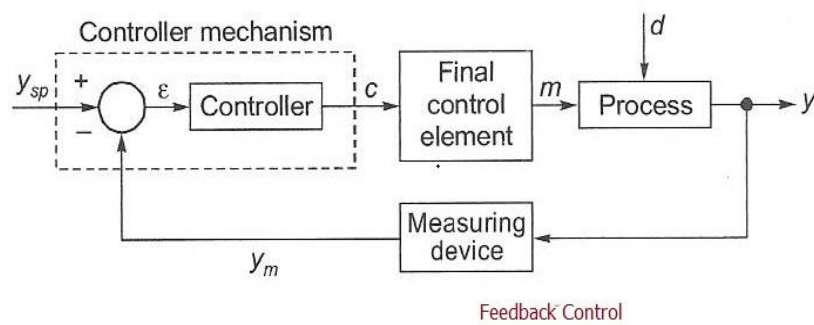 Controller mechanism
d
y_sp
+
−
ε
Controller
c
Final
control
element
m
Process
y
Measuring
device
y_m
Feedback Control